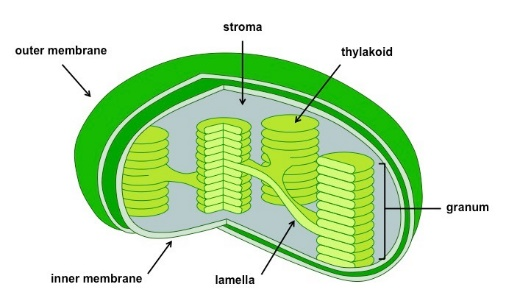 stroma
outer membrane
thylakoid
granum
inner membrane
lamella